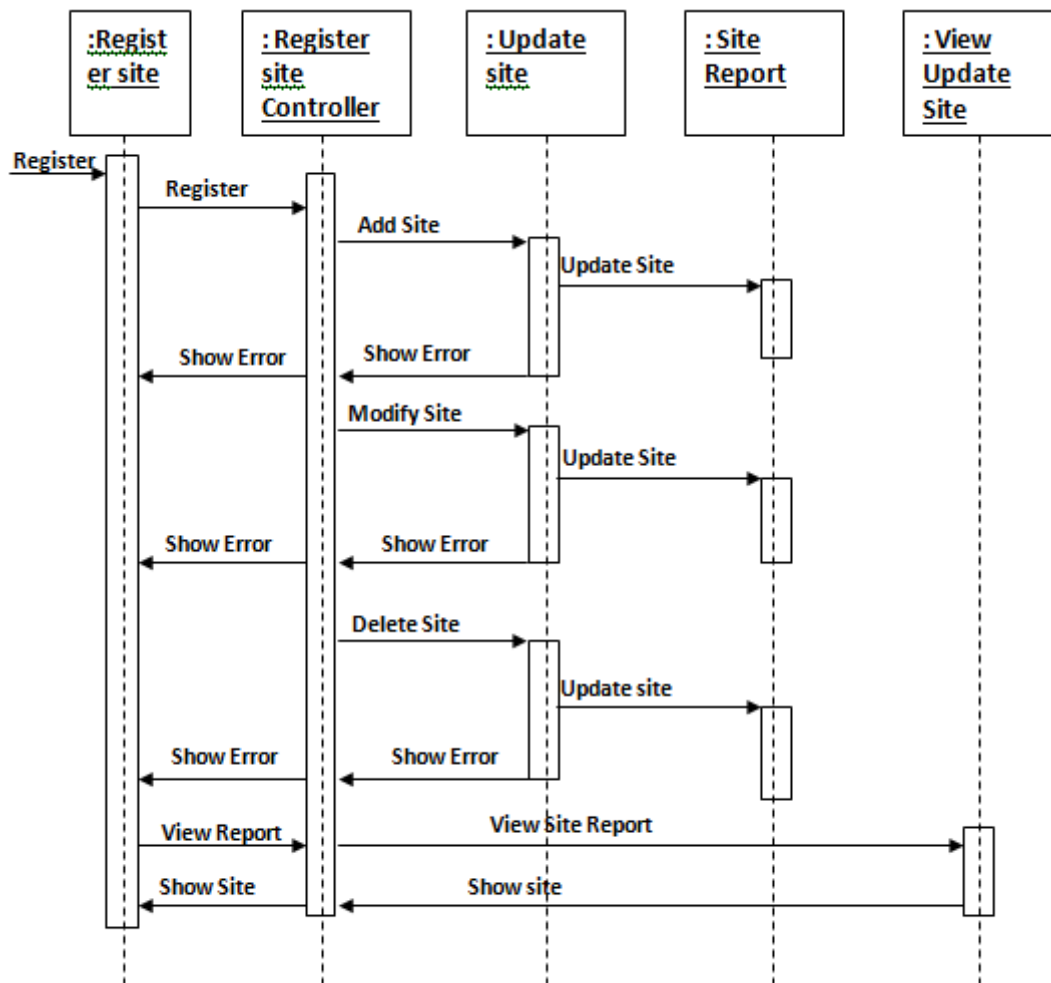 :Regist
er site
: Register
site
Controller
: Update
site
: Site
Report
: View
Update
Site
Register
Register
Add Site
Update Site
Show Error
Show Error
Modify Site
Update Site
Show Error
Show Error
Delete Site
Update site
Show Error
Show Error
View Report
View Site Report
Show Site
Show site